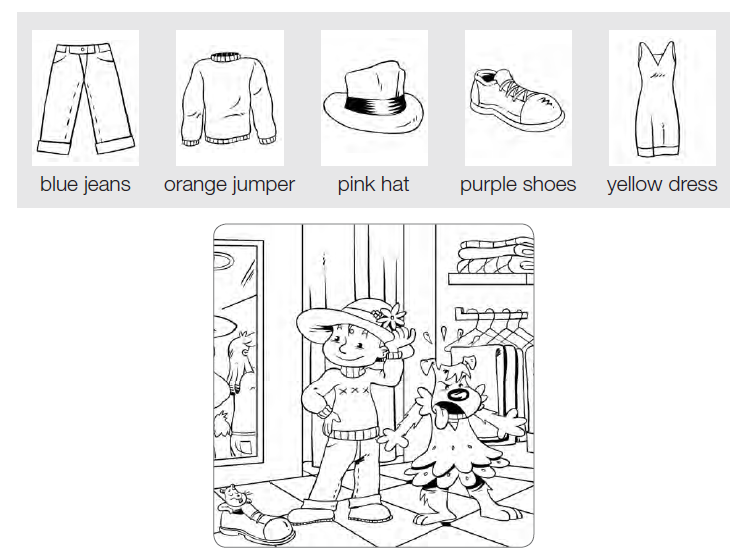 blue jeans
orange jumper
pink hat
purple shoes
yellow dress